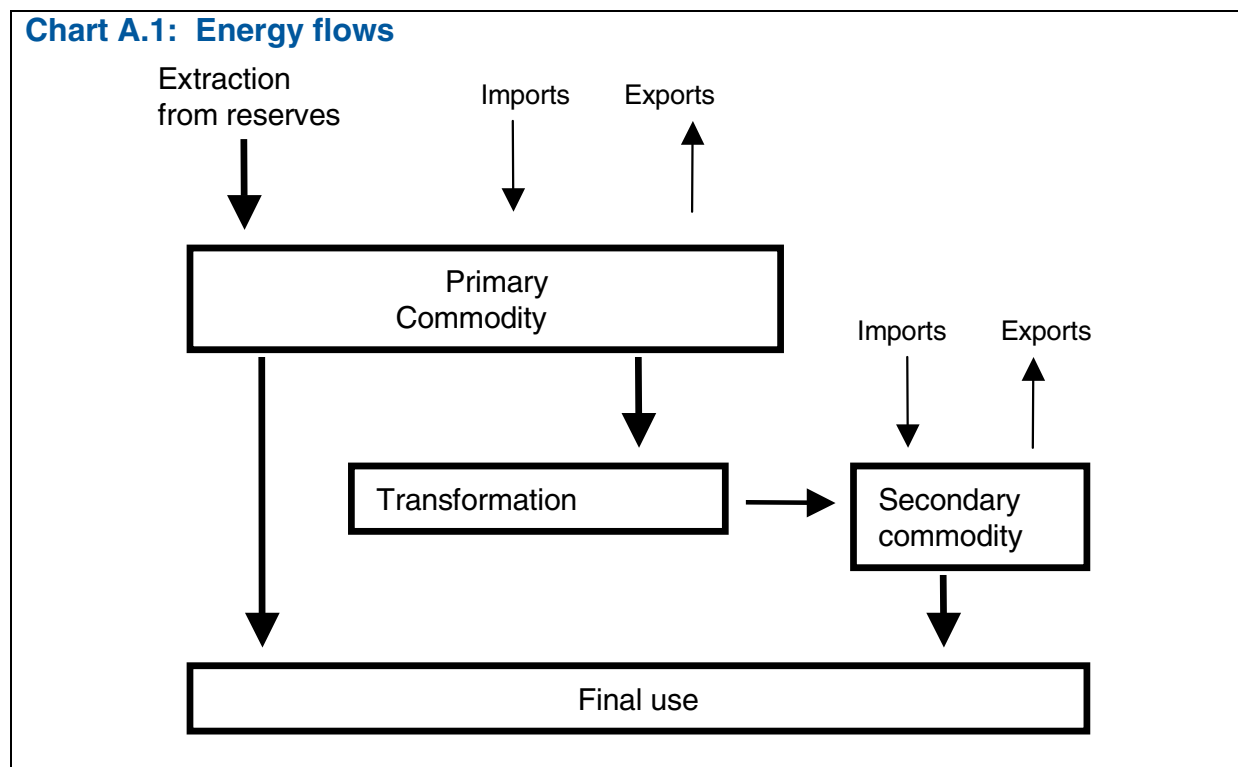 Chart A.1:  Energy flows
Extraction
from reserves
Imports
Exports
Primary
Commodity
Imports
Exports
Transformation
Secondary
commodity
Final use